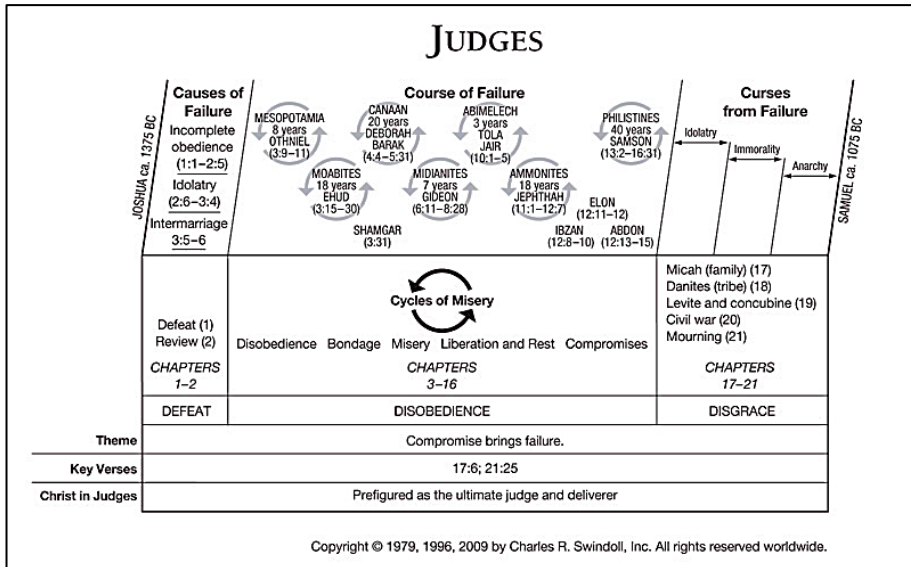 JUDGES
JOSHUA ca. 1375 BC
Causes of
Failure
Incomplete
obedience
(1:1–2:5)
Idolatry
(2:6–3:4)
Intermarriage
3:5–6
Course of Failure
MESOPOTAMIA
8 years
OTHNIEL
(3:9–11)
CANAAN
20 years
DEBORAH
BARAK
(4:4–5:31)
ABIMELECH
3 years
TOLA
JAIR
(10:1–5)
PHILISTINES
40 years
SAMSON
(13:2–16:31)
MOABITES
18 years
EHUD
(3:15–30)
MIDIANITES
7 years
GIDEON
(6:11–8:28)
AMMONITES
18 years
JEPHTHAH
(11:1–12:7)
SHAMGAR
(3:31)
ELON
(12:11–12)
IBZAN
(12:8–10)
ABDON
(12:13–15)
Curses
from Failure
Idolatry
Immorality
Anarchy
SAMUEL ca. 1075 BC
Defeat (1)
Review (2)
CHAPTERS
1–2
Cycles of Misery
Disobedience Bondage Misery Liberation and Rest Compromises
CHAPTERS
3–16
Micah (family) (17)
Danites (tribe) (18)
Levite and concubine (19)
Civil war (20)
Mourning (21)
CHAPTERS
17–21
DEFEAT
DISOBEDIENCE
DISGRACE
Theme
Compromise brings failure.
Key Verses
17:6; 21:25
Christ in Judges
Prefigured as the ultimate judge and deliverer
Copyright © 1979, 1996, 2009 by Charles R. Swindoll, Inc. All rights reserved worldwide.